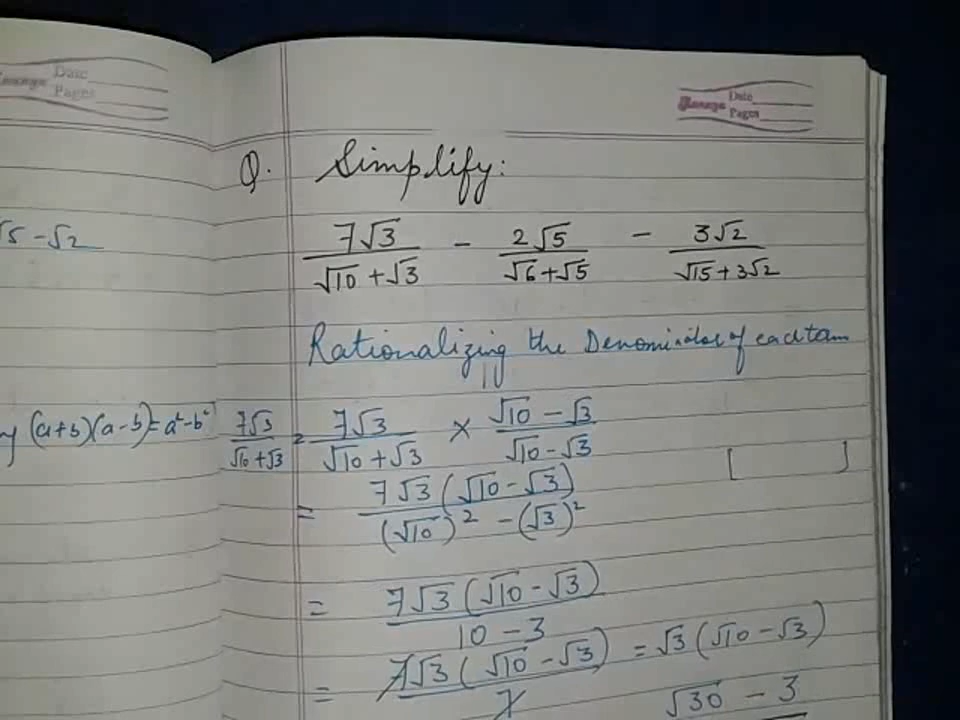 Date
Pages
Date
Pages
Q. Simplify:
√5 - √2
7√3/(√10 + √3) - 2√5/(√6 + √5) - 3√2/(√15 + 3√2)
Rationalizing the Denominator of each
(a+b)(a-b) = a² - b²
7√3/(√10 + √3) = 7√3/(√10 + √3) × (√10 - √3)/(√10 - √3)
[ ]
= 7√3(√10 - √3)/((√10)² - (√3)²)
= 7√3(√10 - √3)/(10 - 3)
= 7√3(√10 - √3)/7 = √3(√10 - √3)
√30 - 3